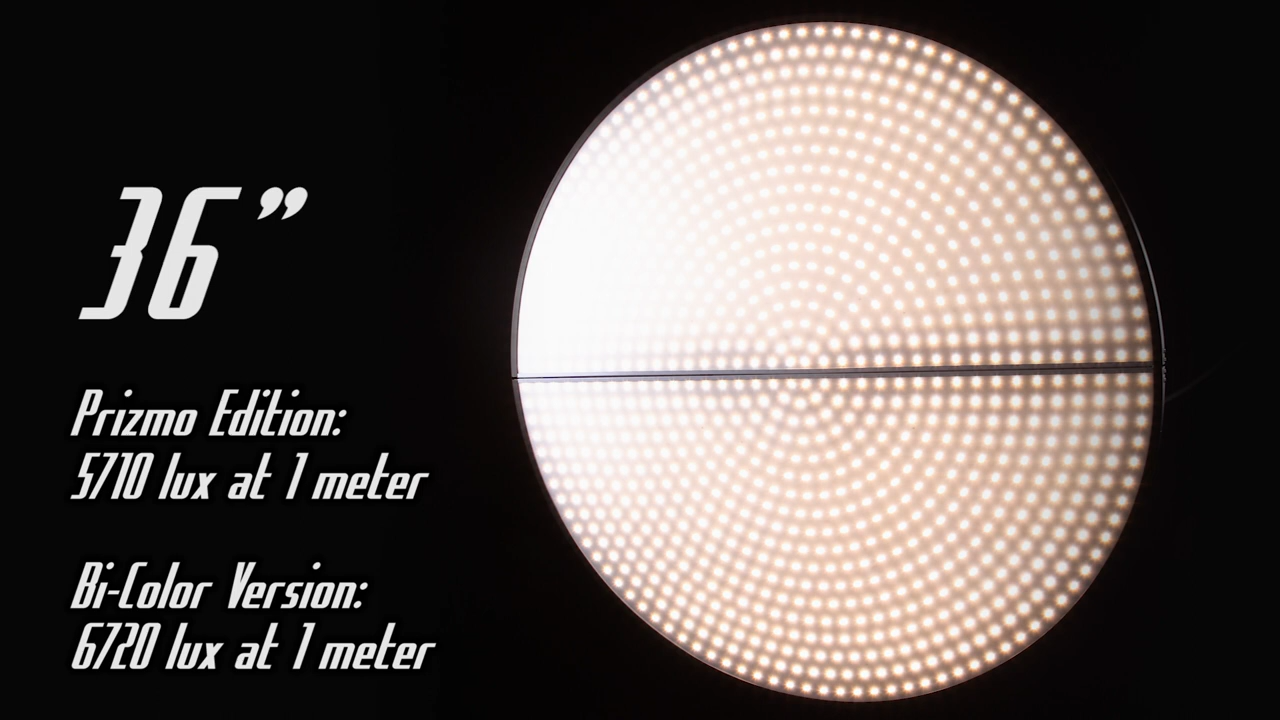 36”
Prizmo Edition:
5710 lux at 1 meter
Bi-Color Version:
6720 lux at 1 meter